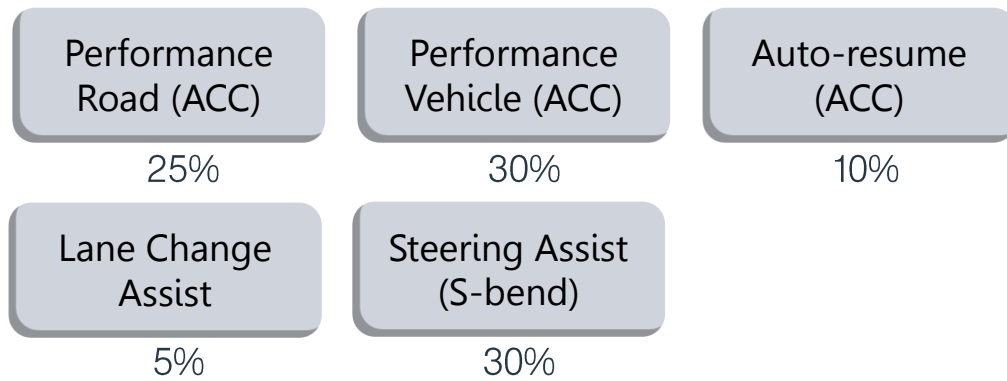 Performance
Road (ACC)
25%
Performance
Vehicle (ACC)
30%
Auto-resume
(ACC)
10%
Lane Change
Assist
5%
Steering Assist
(S-bend)
30%